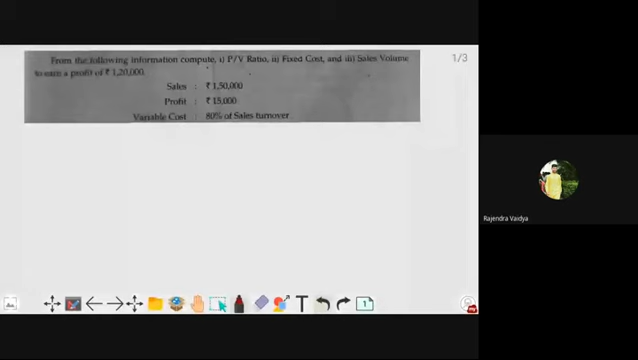 From the following information compute, i) P/V Ratio, ii) Fixed Cost, and iii) Sales Volume
to earn a profit of ₹ 1,20,000.
Sales : ₹ 1,50,000
Profit : ₹ 15,000
Variable Cost : 80% of Sales turnover
1/3
Rajendra Vaidya
T
1